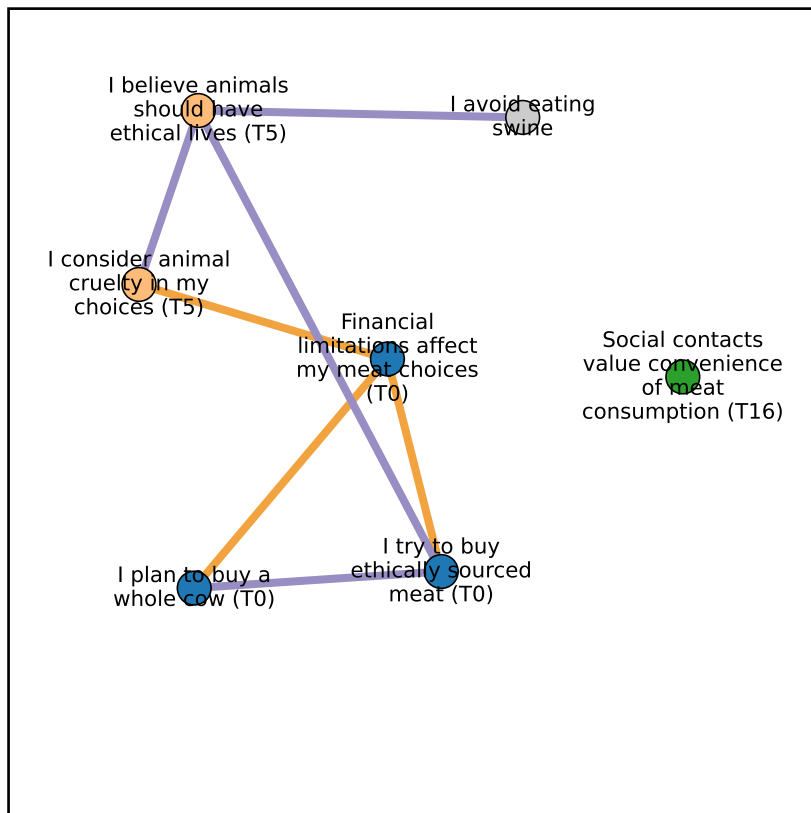 I believe animals
should have
ethical lives (T5)
I avoid eating
swine
I consider animal
cruelty in my
choices (T5)
Financial
limitations affect
my meat choices
(T0)
Social contacts
value convenience
of meat
consumption (T16)
I plan to buy a
whole cow (T0)
I try to buy
ethically sourced
meat (T0)